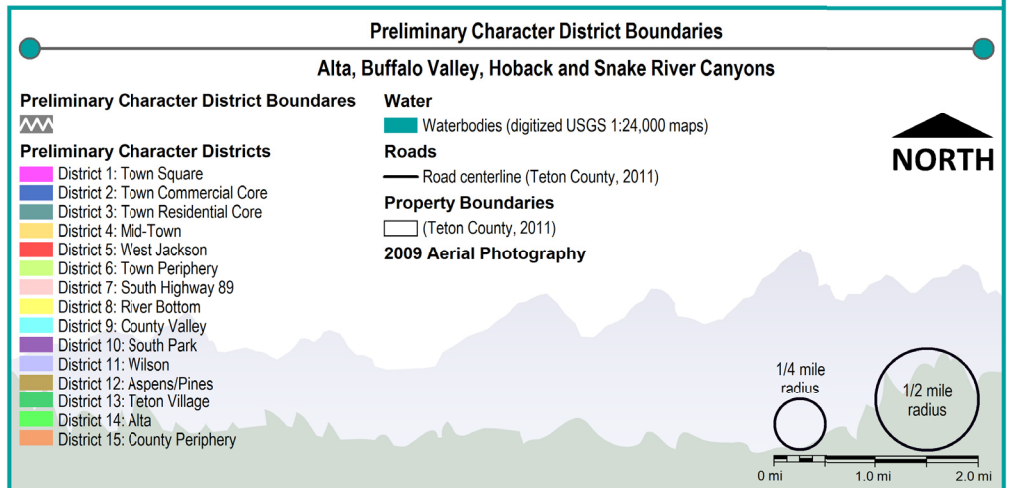 Preliminary Character District Boundaries
Alta, Buffalo Valley, Hoback and Snake River Canyons
Preliminary Character District Boundares
Preliminary Character Districts
District 1: Town Square
District 2: Town Commercial Core
District 3: Town Residential Core
District 4: Mid-Town
District 5: West Jackson
District 6: Town Periphery
District 7: South Highway 89
District 8: River Bottom
District 9: County Valley
District 10: South Park
District 11: Wilson
District 12: Aspens/Pines
District 13: Teton Village
District 14: Alta
District 15: County Periphery
Water
Waterbodies (digitized USGS 1:24,000 maps)
Roads
Road centerline (Teton County, 2011)
Property Boundaries
(Teton County, 2011)
2009 Aerial Photography
NORTH
1/4 mile
radius
1/2 mile
radius
0 mi 1.0 mi 2.0 mi